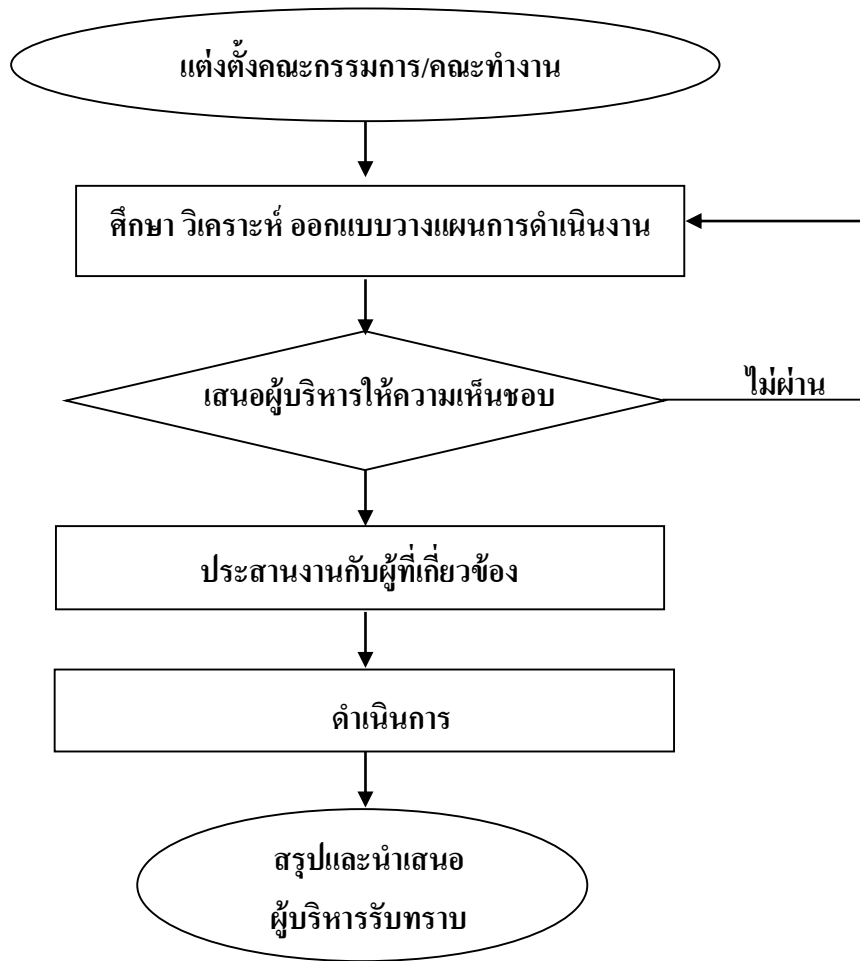 แต่งตั้งคณะกรรมการ/คณะทำงาน
ศึกษา วิเคราะห์ ออกแบบวางแผนการดำเนินงาน
เสนอผู้บริหารให้ความเห็นชอบ
ไม่ผ่าน
ประสานงานกับผู้ที่เกี่ยวข้อง
ดำเนินการ
สรุปและนำเสนอ
ผู้บริหารรับทราบ